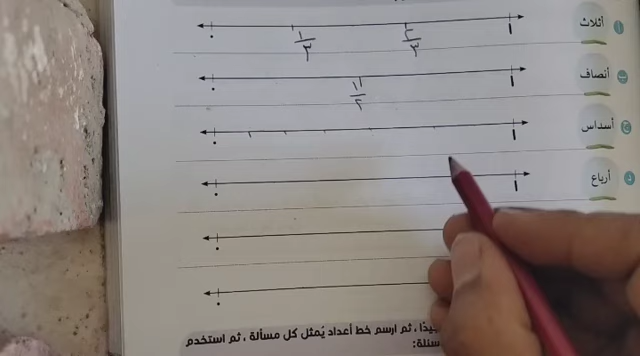 أثلاث
٠ ١/٣ ٢/٣ ١
أنصاف
٠ ١/٢ ١
أسداس
٠ ١
أرباع
٠ ١
٠
٠
، ثم ارسم خط أعداد يُمثل كل مسألة ، ثم استخدم